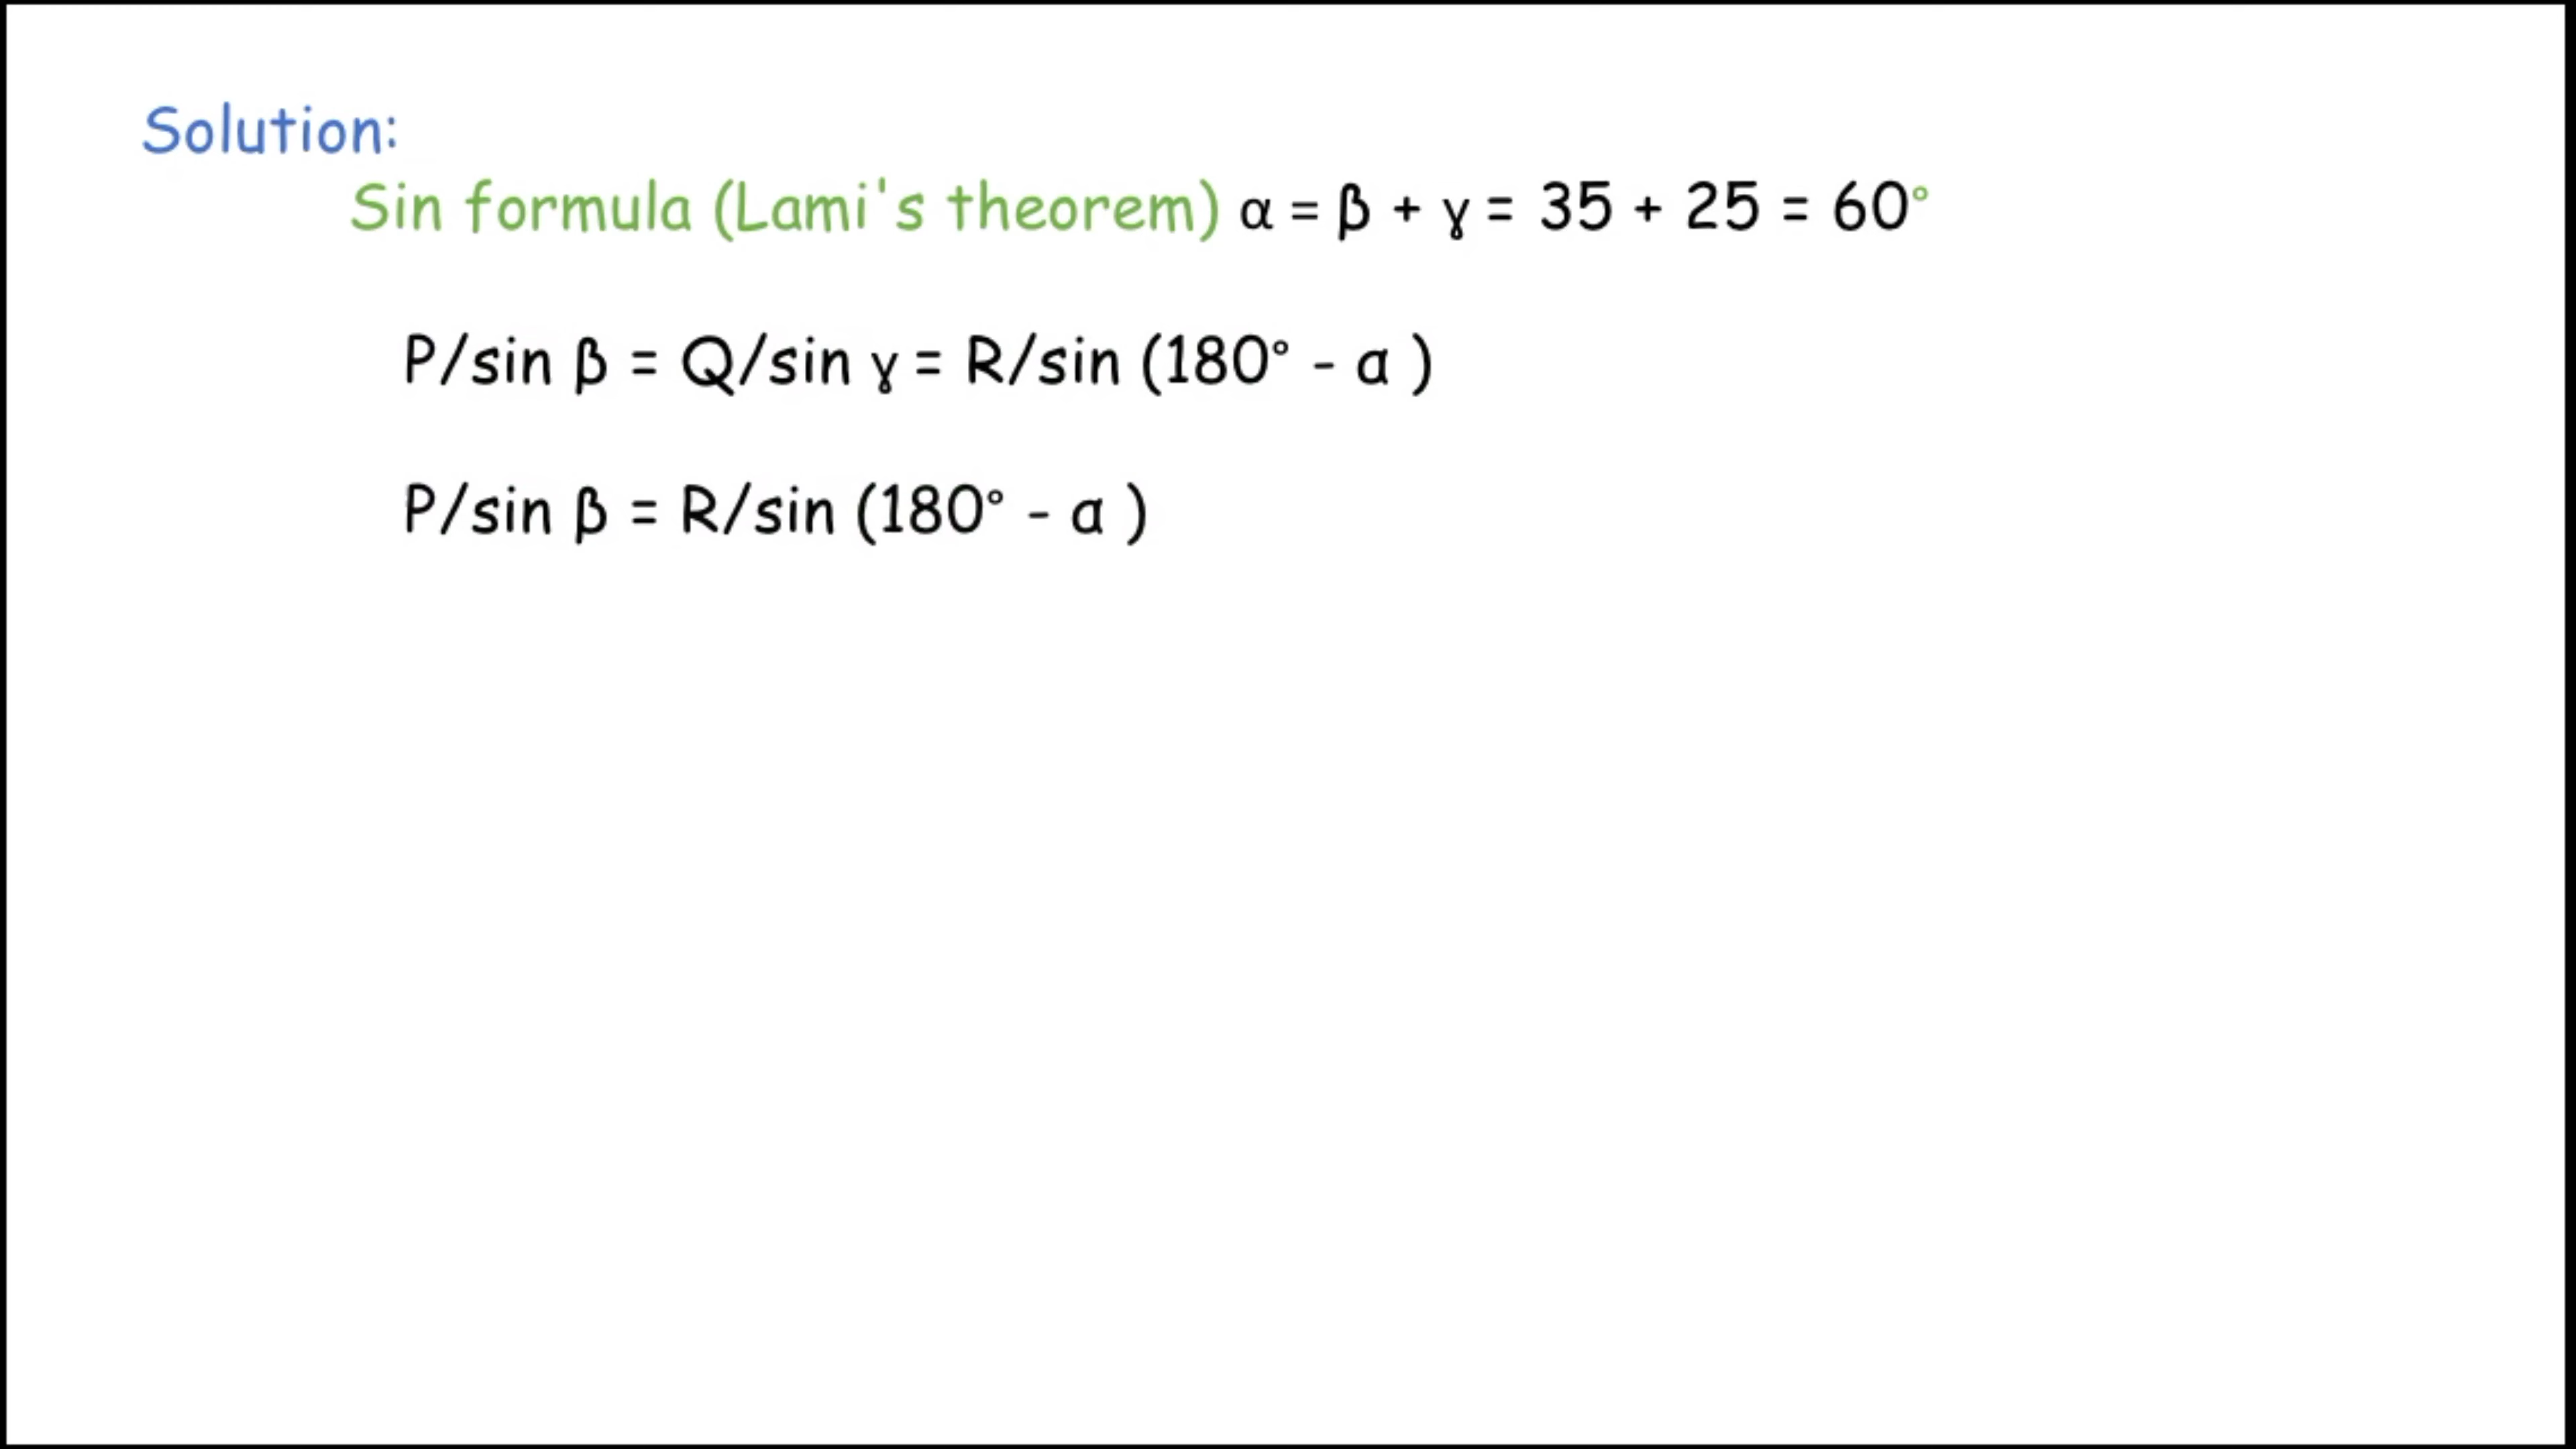 Solution:
Sin formula (Lami's theorem) α = β + γ = 35 + 25 = 60°
P/sin β = Q/sin γ = R/sin (180° - α )
P/sin β = R/sin (180° - α )